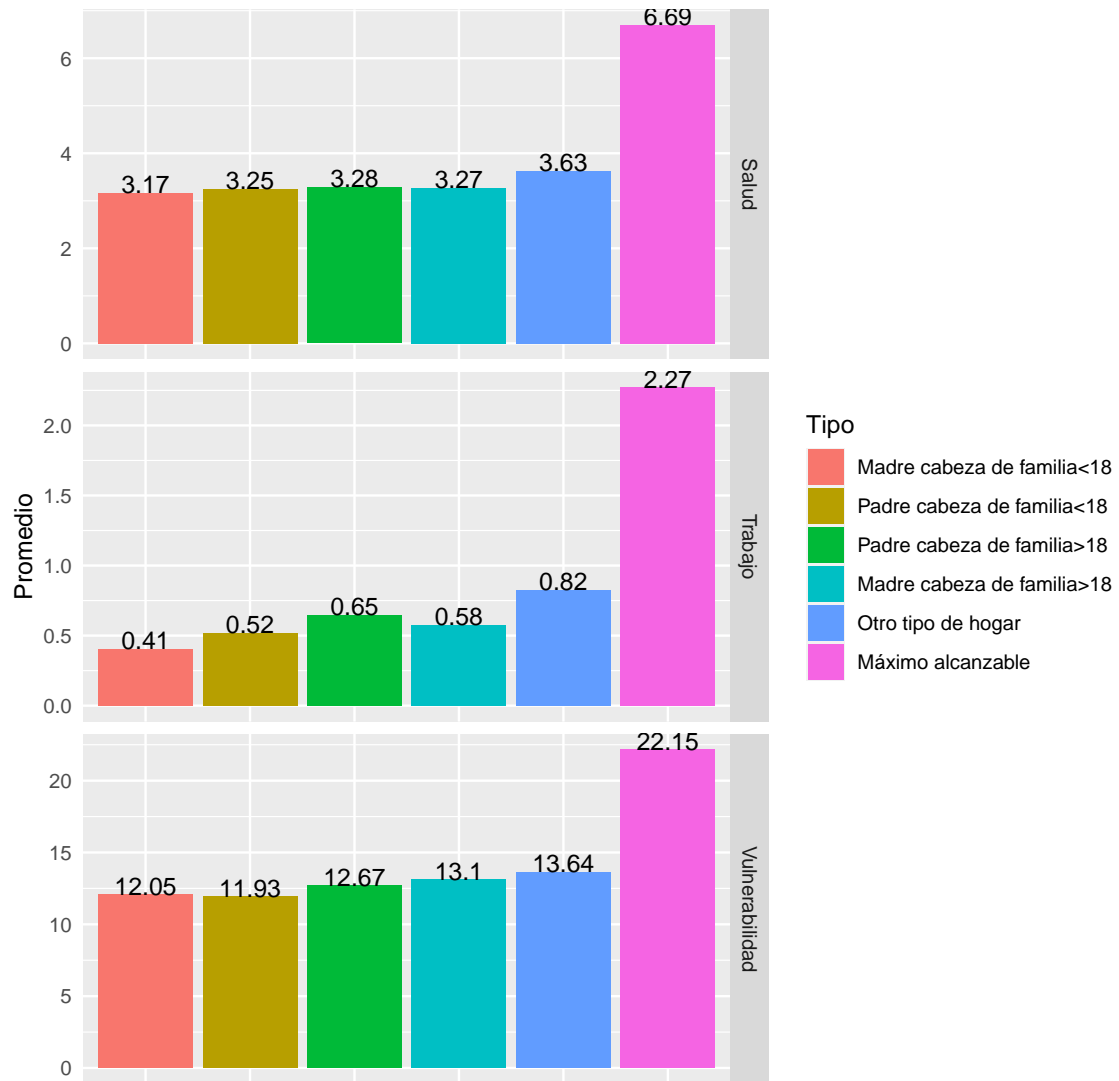 6.69
6
4
3.17
3.25
3.28
3.27
3.63
2
0
Salud
2.27
2.0
1.5
1.0
0.41
0.52
0.65
0.58
0.82
0.5
0.0
Trabajo
Promedio
22.15
20
15
12.05
11.93
12.67
13.1
13.64
10
5
0
Vulnerabilidad
Tipo
Madre cabeza de familia<18
Padre cabeza de familia<18
Padre cabeza de familia>18
Madre cabeza de familia>18
Otro tipo de hogar
Máximo alcanzable